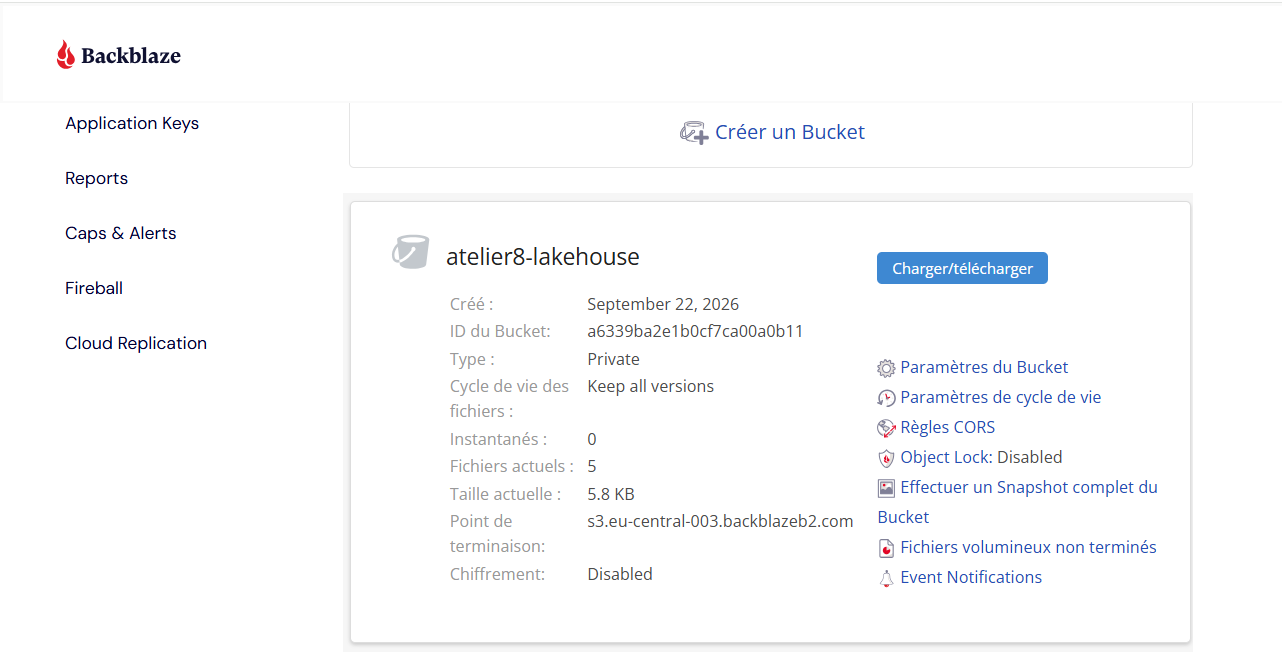 Backblaze
Application Keys
Reports
Caps & Alerts
Fireball
Cloud Replication
Créer un Bucket
atelier8-lakehouse
Charger/télécharger
Créé : September 22, 2026
ID du Bucket: a6339ba2e1b0cf7ca00a0b11
Type : Private
Cycle de vie des Keep all versions
fichiers :
Instantanés : 0
Fichiers actuels : 5
Taille actuelle : 5.8 KB
Point de s3.eu-central-003.backblazeb2.com
terminaison:
Chiffrement: Disabled
Paramètres du Bucket
Paramètres de cycle de vie
Règles CORS
Object Lock: Disabled
Effectuer un Snapshot complet du
Bucket
Fichiers volumineux non terminés
Event Notifications